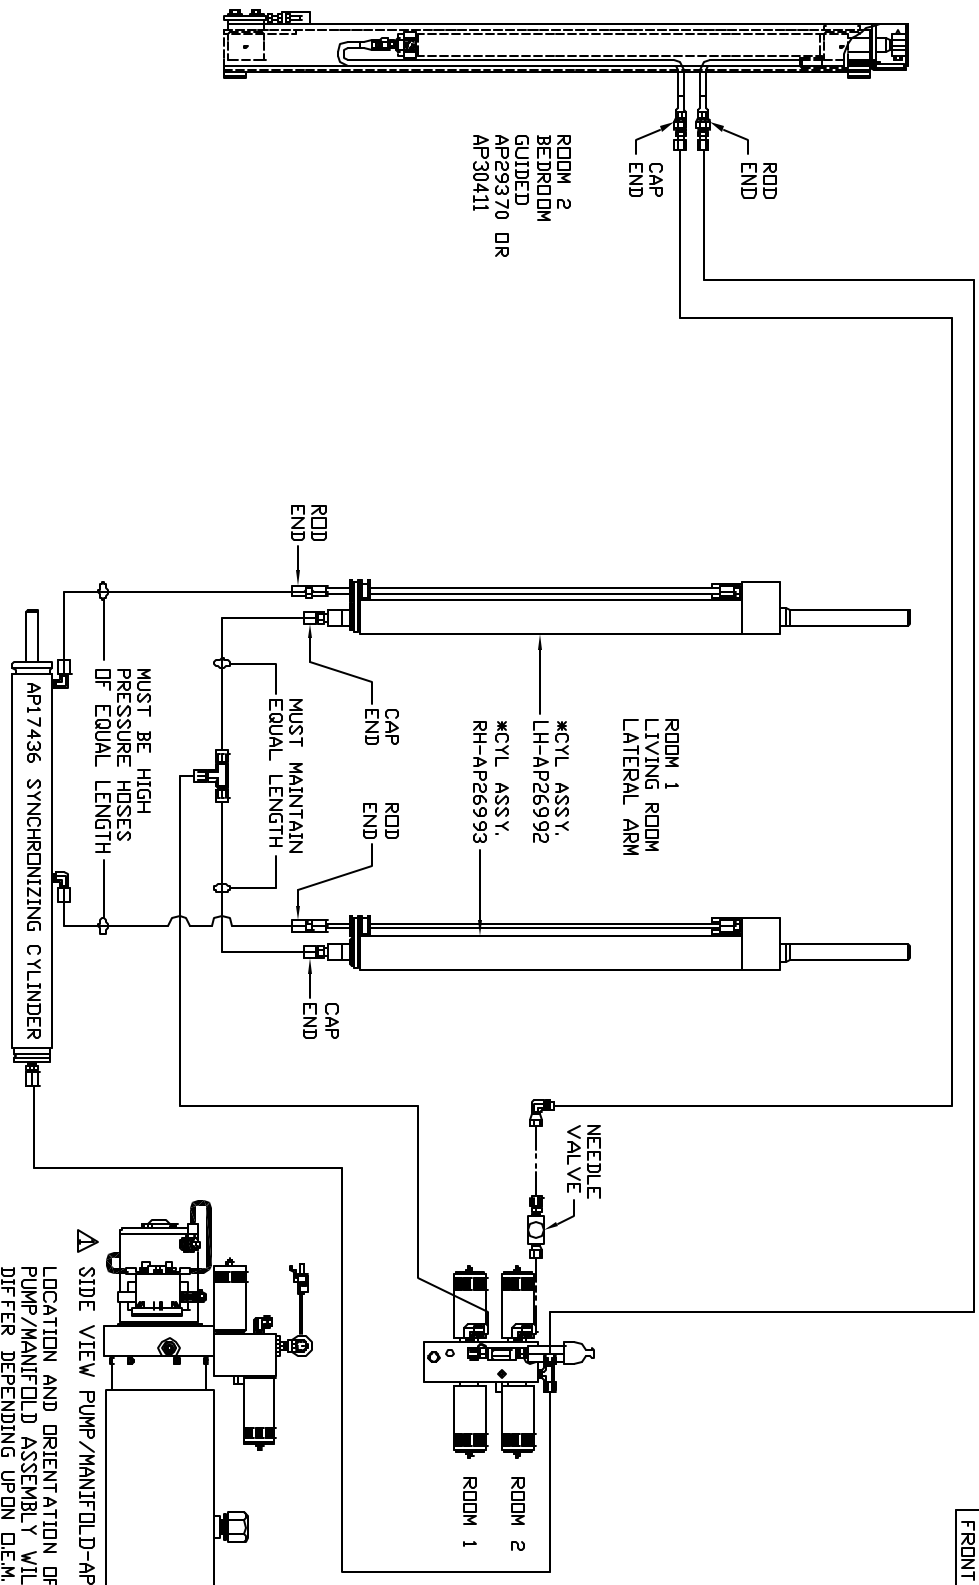 ROD
END
CAP
END
ROOM 2
BEDROOM
GUIDED
AP29370 OR
AP30411
ROD
END
CAP
END
ROD
END
CAP
END
ROOM 1
LIVING ROOM
LATERAL ARM
*CYL ASSY.
LH-AP26992
*CYL ASSY.
RH-AP26993
MUST MAINTAIN
EQUAL LENGTH
MUST BE HIGH
PRESSURE HOSES
OF EQUAL LENGTH
AP17436 SYNCHRONIZING CYLINDER
NEEDLE
VALVE
ROOM 2
ROOM 1
FRONT
1 SIDE VIEW PUMP/MANIFOLD-AP
LOCATION AND ORIENTATION OF
PUMP/MANIFOLD ASSEMBLY WIL
DIFFER DEPENDING UPON O.E.M.